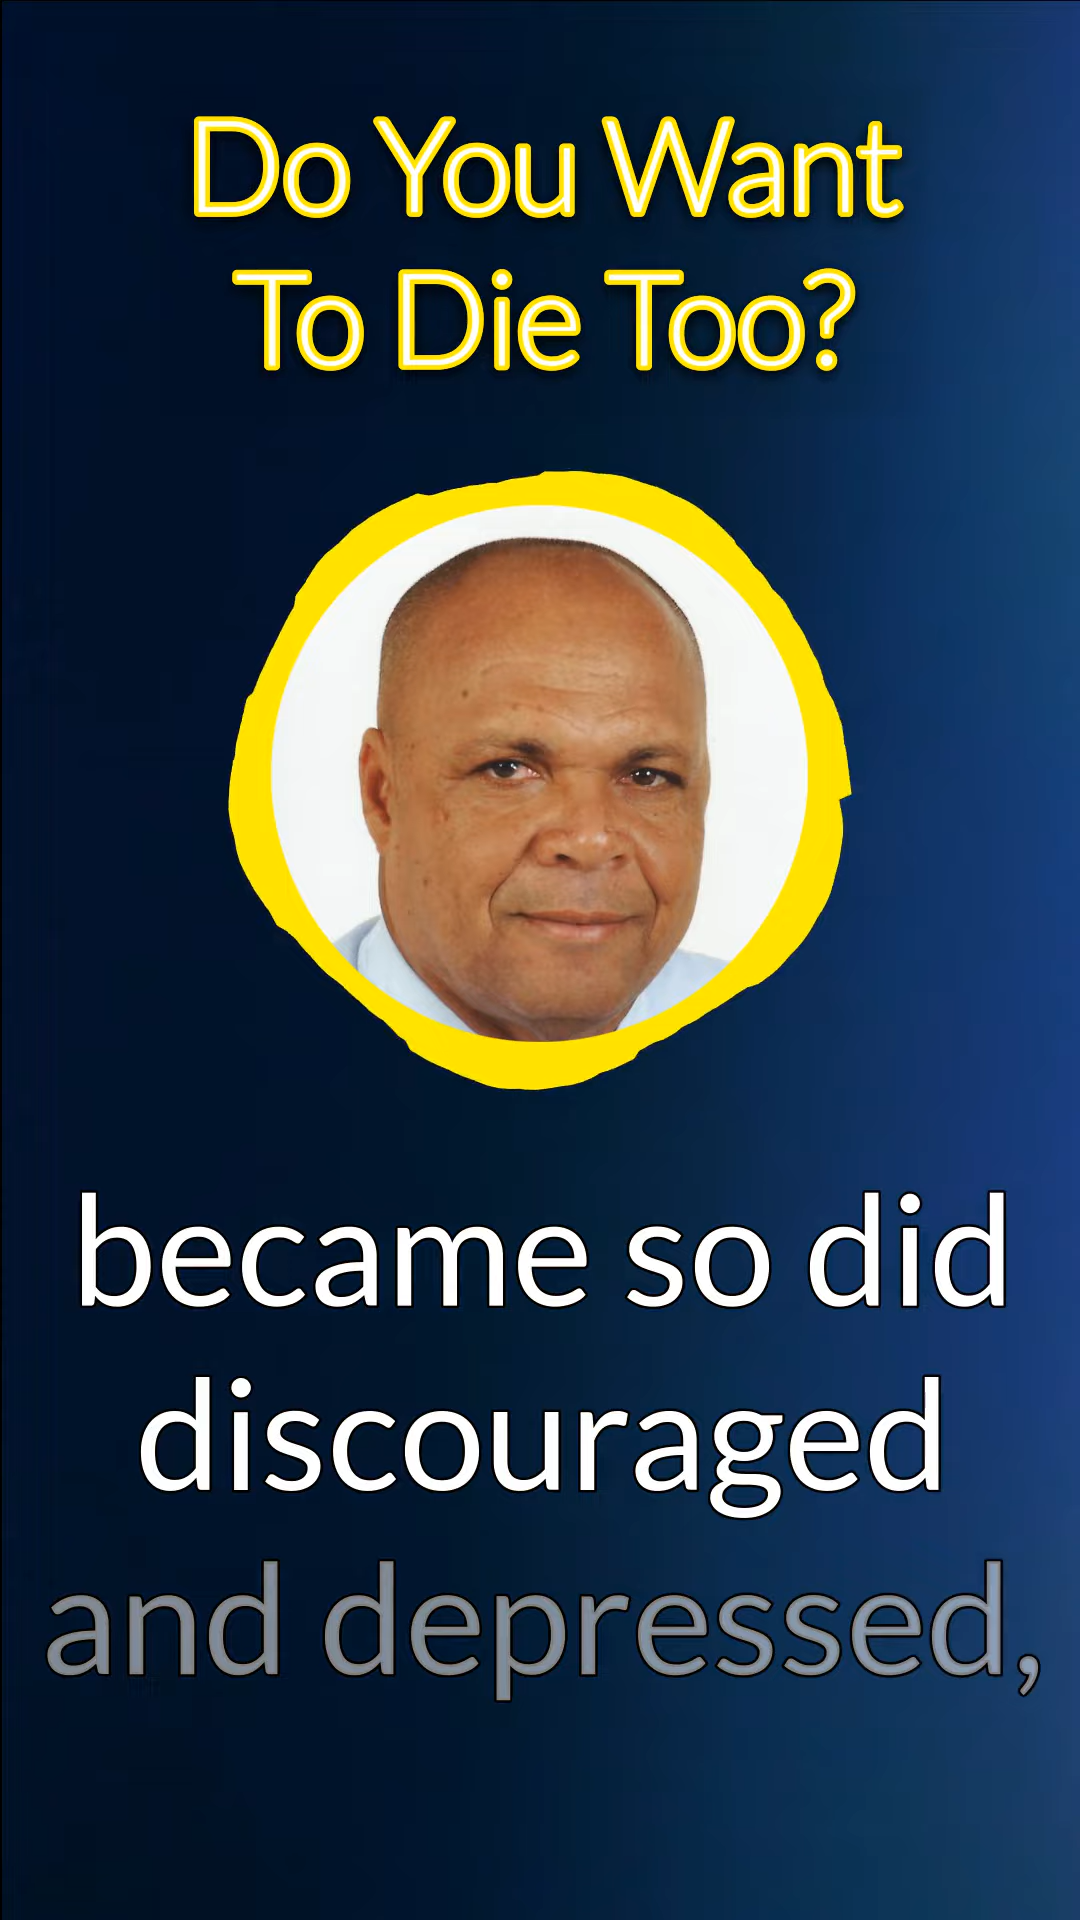 Do You Want
To Die Too?
became so did
discouraged
and depressed,